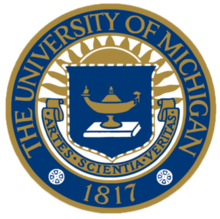 THE UNIVERSITY OF MICHIGAN
ARTES·SCIENTIA·VERITAS
1817